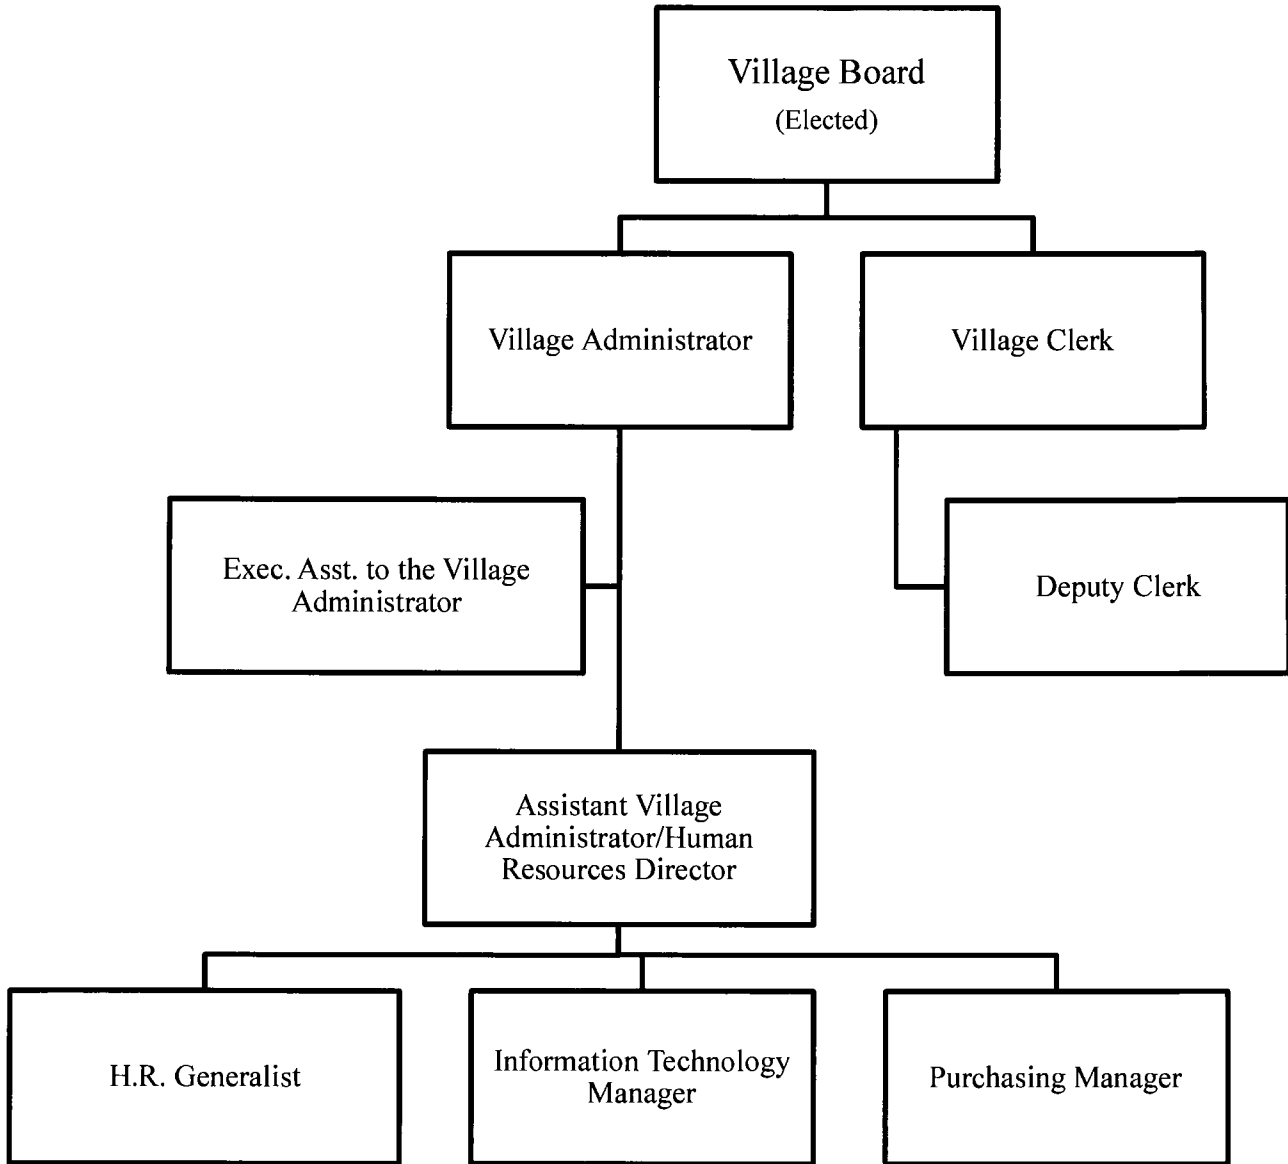 Village Board
(Elected)
Village Administrator
Village Clerk
Exec. Asst. to the Village
Administrator
Deputy Clerk
Assistant Village
Administrator/Human
Resources Director
H.R. Generalist
Information Technology
Manager
Purchasing Manager